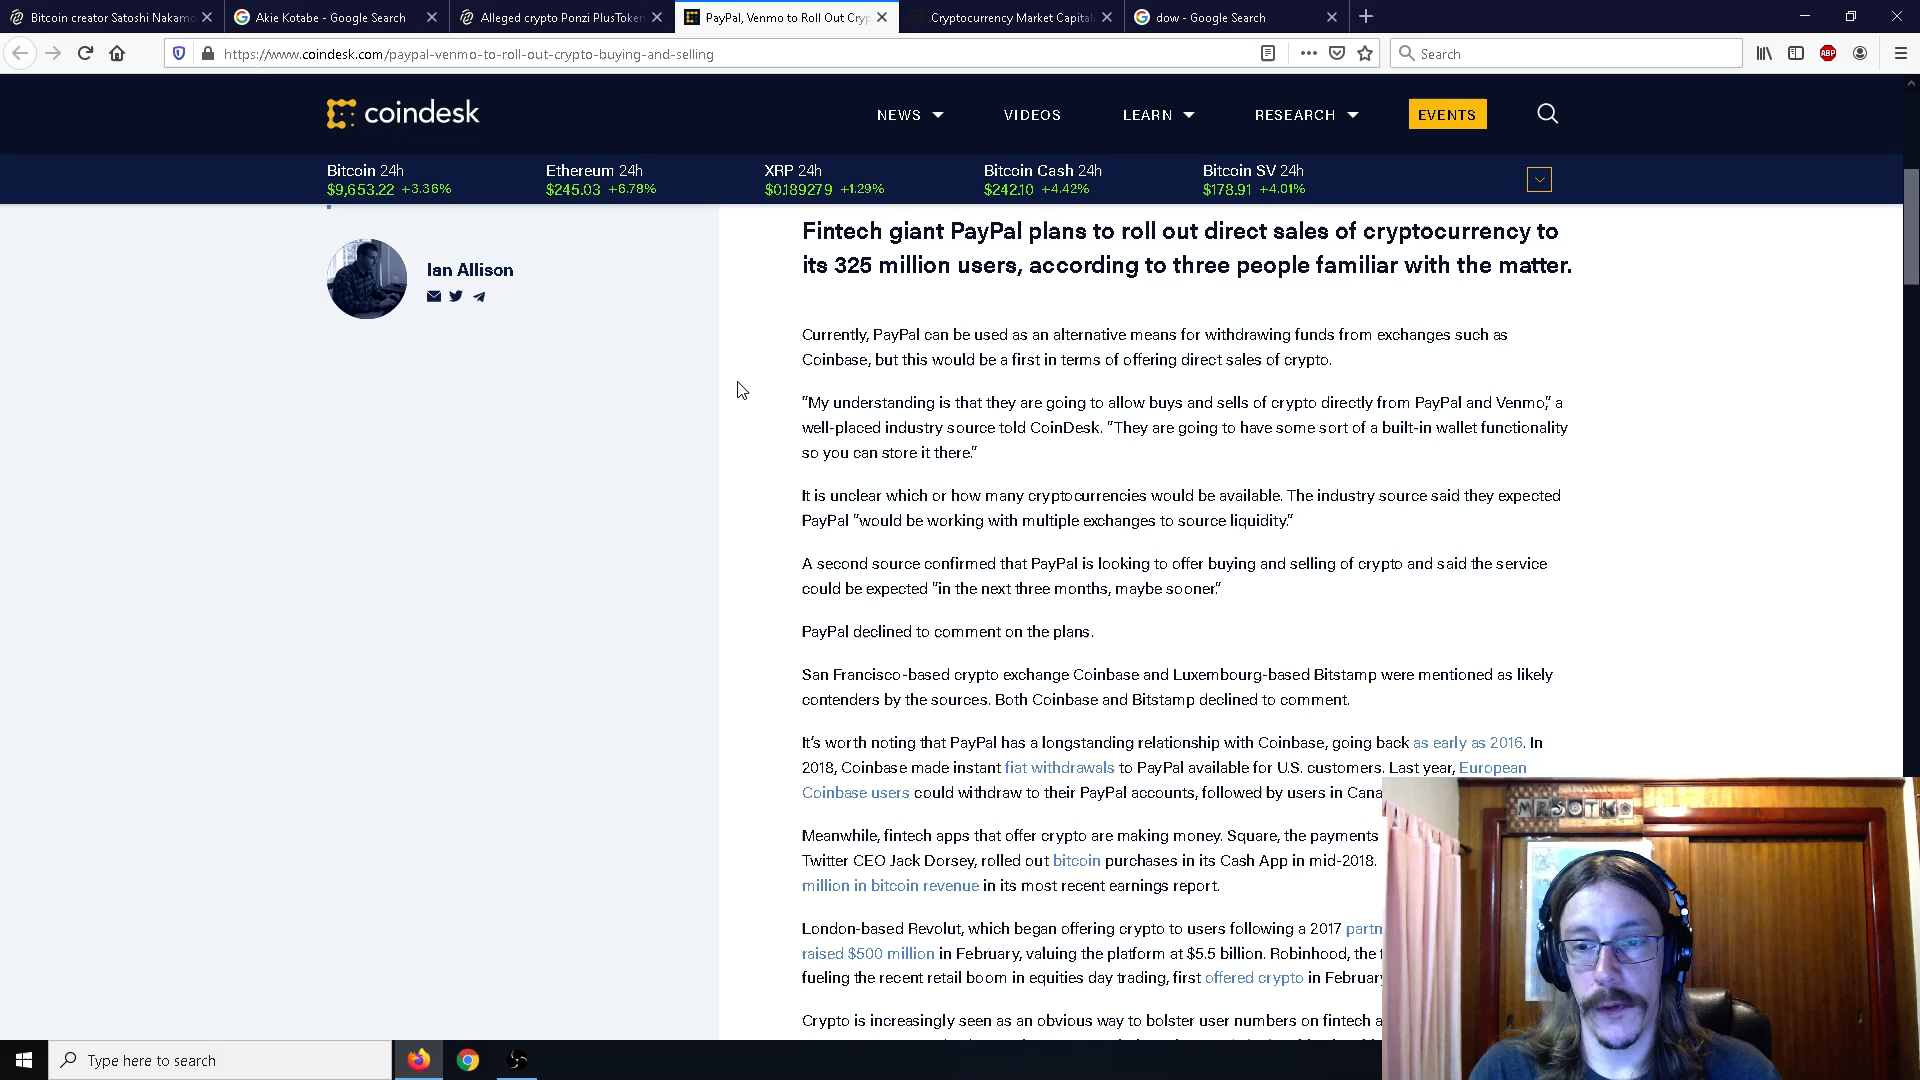 Bitcoin creator Satoshi Nakamo
Akie Kotabe - Google Search
Alleged crypto Ponzi PlusToken
PayPal, Venmo to Roll Out Cryp
Cryptocurrency Market Capital
dow - Google Search
https://www.coindesk.com/paypal-venmo-to-roll-out-crypto-buying-and-selling
Search
ABP
coindesk
NEWS
VIDEOS
LEARN
RESEARCH
EVENTS
Bitcoin 24h
$9,653.22 +3.36%
Ethereum 24h
$245.03 +6.78%
XRP 24h
$0.189279 +1.29%
Bitcoin Cash 24h
$242.10 +4.42%
Bitcoin SV 24h
$178.91 +4.01%
Ian Allison
Fintech giant PayPal plans to roll out direct sales of cryptocurrency to
its 325 million users, according to three people familiar with the matter.
Currently, PayPal can be used as an alternative means for withdrawing funds from exchanges such as
Coinbase, but this would be a first in terms of offering direct sales of crypto.
"My understanding is that they are going to allow buys and sells of crypto directly from PayPal and Venmo," a
well-placed industry source told CoinDesk. "They are going to have some sort of a built-in wallet functionality
so you can store it there."
It is unclear which or how many cryptocurrencies would be available. The industry source said they expected
PayPal "would be working with multiple exchanges to source liquidity."
A second source confirmed that PayPal is looking to offer buying and selling of crypto and said the service
could be expected "in the next three months, maybe sooner."
PayPal declined to comment on the plans.
San Francisco-based crypto exchange Coinbase and Luxembourg-based Bitstamp were mentioned as likely
contenders by the sources. Both Coinbase and Bitstamp declined to comment.
It's worth noting that PayPal has a longstanding relationship with Coinbase, going back as early as 2016. In
2018, Coinbase made instant fiat withdrawals to PayPal available for U.S. customers. Last year, European
Coinbase users could withdraw to their PayPal accounts, followed by users in Cana
Meanwhile, fintech apps that offer crypto are making money. Square, the payments
Twitter CEO Jack Dorsey, rolled out bitcoin purchases in its Cash App in mid-2018.
million in bitcoin revenue in its most recent earnings report.
London-based Revolut, which began offering crypto to users following a 2017 partn
raised $500 million in February, valuing the platform at $5.5 billion. Robinhood, the f
fueling the recent retail boom in equities day trading, first offered crypto in February
Crypto is increasingly seen as an obvious way to bolster user numbers on fintech a
MRSOTKO
Type here to search